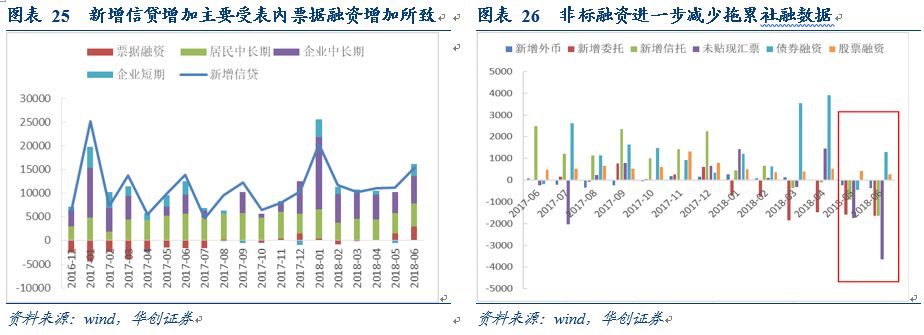 图表 25 新增信贷增加主要受表内票据融资增加所致
票据融资 居民中长期 企业中长期
企业短期 新增信贷
30000
25000
20000
15000
10000
5000
0
-5000
-10000
2016-12 2017-01 2017-02 2017-03 2017-04 2017-05 2017-06 2017-07 2017-08 2017-09 2017-10 2017-11 2017-12 2018-01 2018-02 2018-03 2018-04 2018-05 2018-06
资料来源：wind，华创证券
图表 26 非标融资进一步减少拖累社融数据
新增外币 新增委托 新增信托 未贴现汇票 债券融资 股票融资
5000
4000
3000
2000
1000
0
-1000
-2000
-3000
-4000
-5000
2017-06 2017-07 2017-08 2017-09 2017-10 2017-11 2017-12 2018-01 2018-02 2018-03 2018-04 2018-05 2018-06
资料来源：wind，华创证券